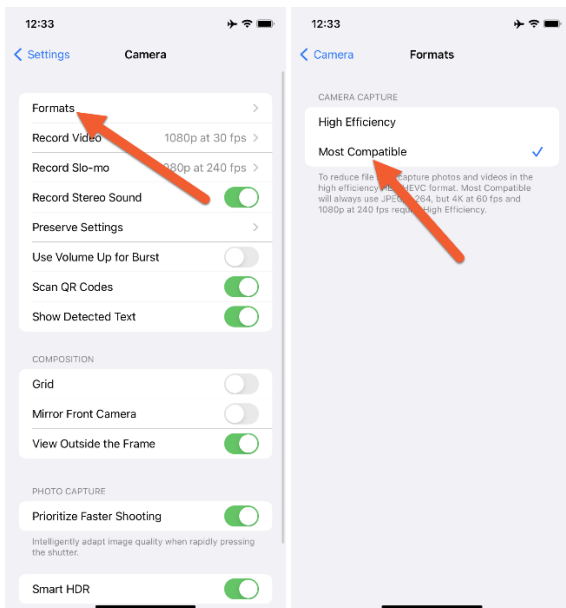 12:33
Settings
Camera
Formats
Record Video 1080p at 30 fps
Record Slo-mo 080p at 240 fps
Record Stereo Sound
Preserve Settings
Use Volume Up for Burst
Scan QR Codes
Show Detected Text
COMPOSITION
Grid
Mirror Front Camera
View Outside the Frame
PHOTO CAPTURE
Prioritize Faster Shooting
Intelligently adapt image quality when rapidly pressing
the shutter.
Smart HDR
12:33
Camera
Formats
CAMERA CAPTURE
High Efficiency
Most Compatible
To reduce file capture photos and videos in the
high efficiency HEVC format. Most Compatible
will always use JPEG 264, but 4K at 60 fps and
1080p at 240 fps High Efficiency.